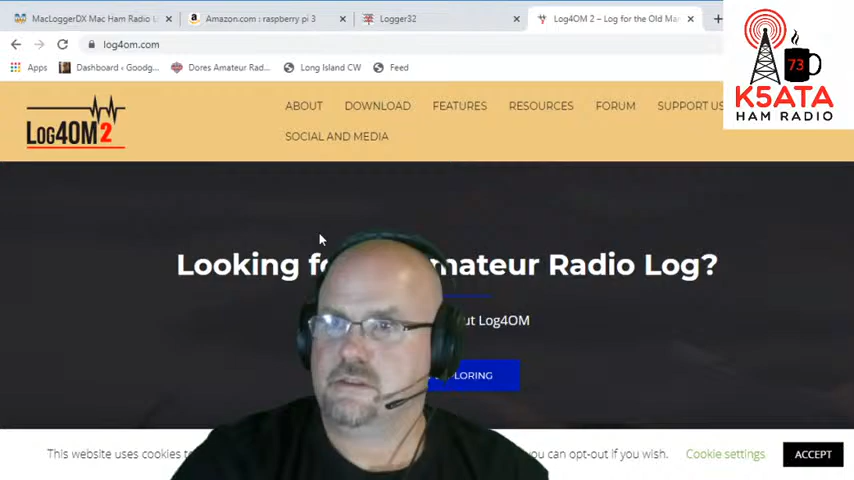 MacLoggerDX Mac Ham Radio L
Amazon.com : raspberry pi 3
Logger32
Log4OM 2 – Log for the Old Ma
log4om.com
Apps
Dashboard ‹ Goodg...
Dores Amateur Rad...
Long Island CW
Feed
73
K5ATA
HAM RADIO
LOG4OM2
ABOUT
DOWNLOAD
FEATURES
RESOURCES
FORUM
SUPPORT US
SOCIAL AND MEDIA
Looking f mateur Radio Log?
ut Log4OM
LORING
This website uses cookies to you can opt-out if you wish.
Cookie settings
ACCEPT